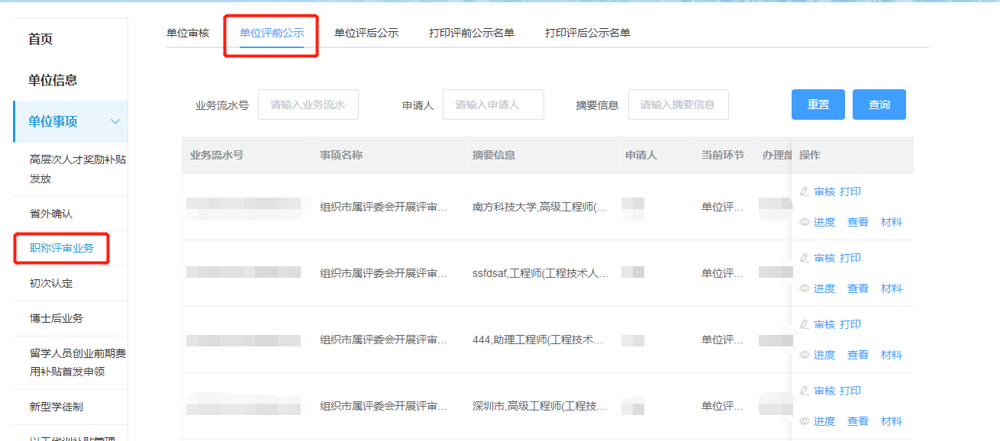 首页
单位信息
单位事项
高层次人才奖励补贴
发放
省外确认
职称评审业务
初次认定
博士后业务
留学人员创业前期费
用补贴首发申领
新型学徒制
单位审核 单位评前公示 单位评后公示 打印评前公示名单 打印评后公示名单
业务流水号 请输入业务流水 申请人 请输入申请人 摘要信息 请输入摘要信息 重置 查询
业务流水号 事项名称 摘要信息 申请人 当前环节 办理部 操作
组织市属评委会开展评审... 南方科技大学,高级工程师(... 单位评...
审核 打印
进度 查看 材料
组织市属评委会开展评审... ssfdsaf,工程师(工程技术人... 单位评...
审核 打印
进度 查看 材料
组织市属评委会开展评审... 444,助理工程师(工程技术... 单位评...
审核 打印
进度 查看 材料
组织市属评委会开展评审... 深圳市,高级工程师(工程技... 单位评...
审核 打印
进度 查看 材料